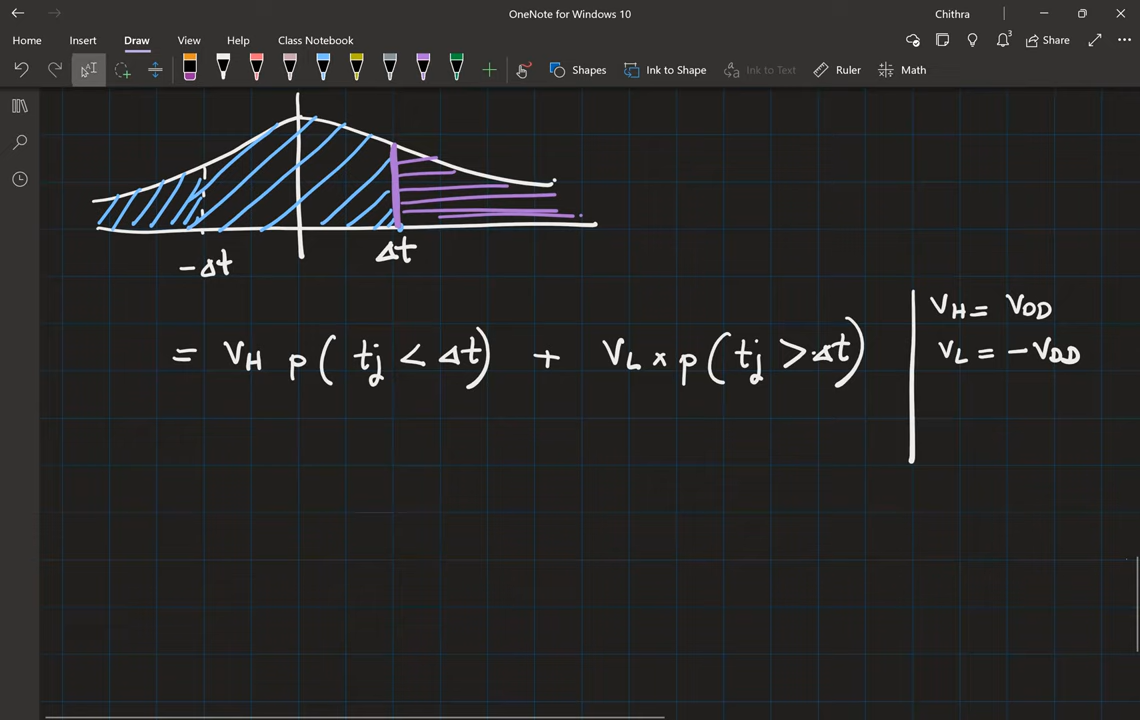 OneNote for Windows 10
Chithra
Home Insert Draw View Help Class Notebook
Share
Shapes Ink to Shape Ink to Text Ruler Math
-Δt
Δt
= VH p( tj < Δt) + VL × p( tj > Δt)
VH = VDD
VL = -VDD